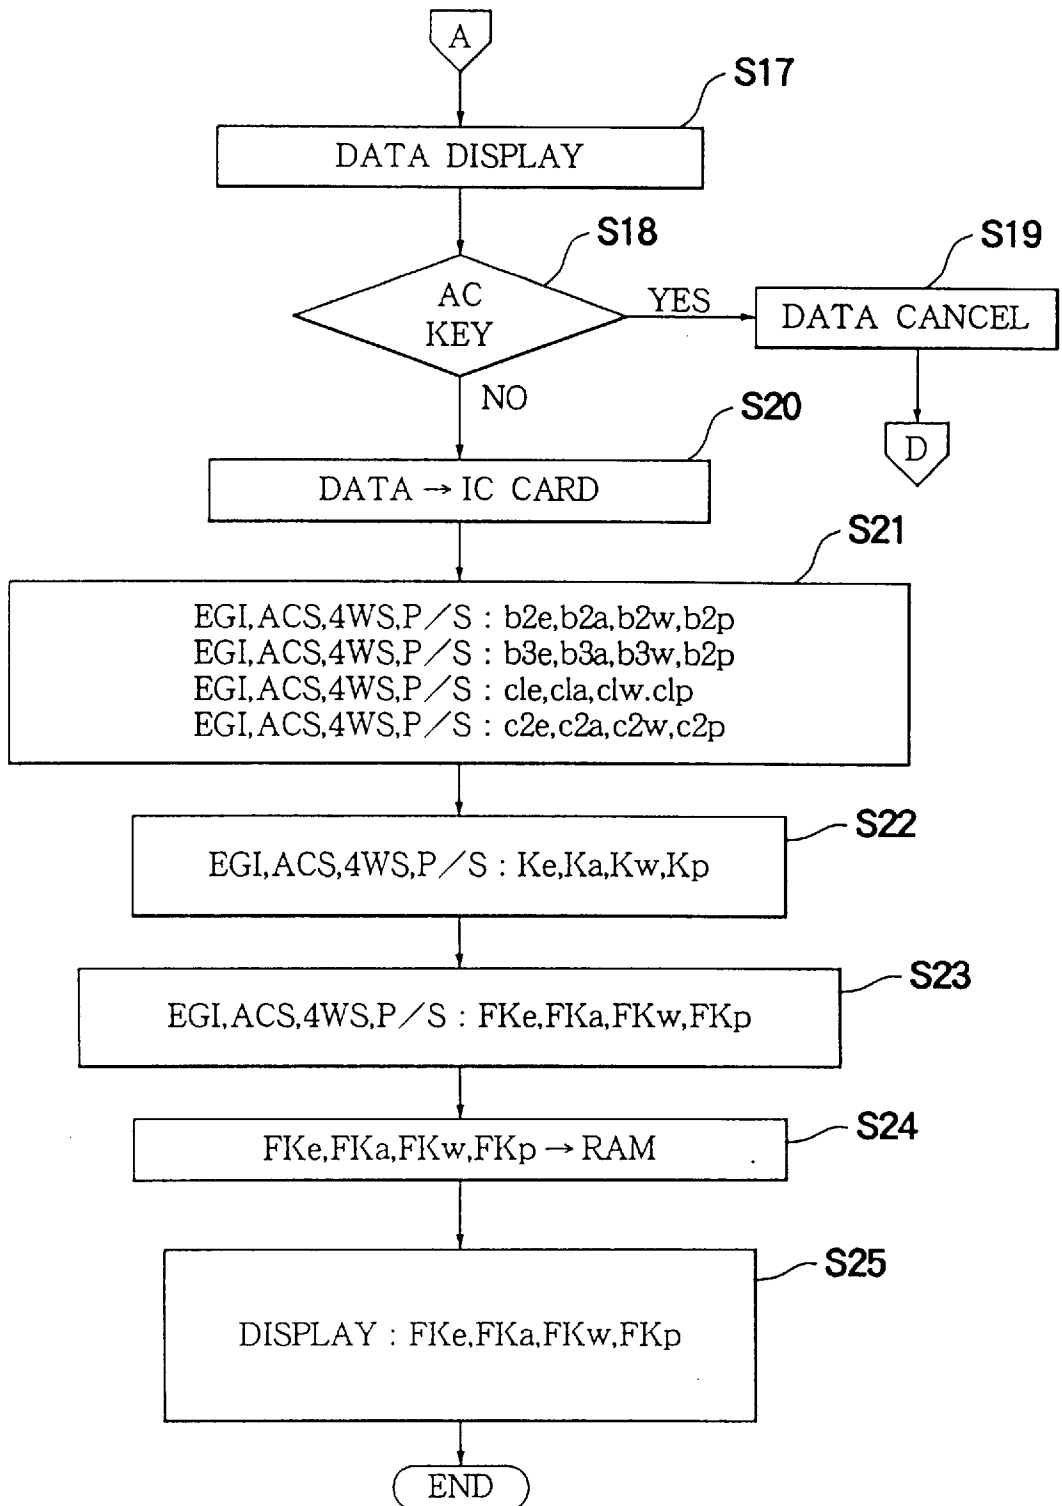 A
S17
DATA DISPLAY
S18
S19
AC
KEY
YES
DATA CANCEL
NO
D
S20
DATA → IC CARD
S21
EGI,ACS,4WS,P/S : b2e,b2a,b2w,b2p
EGI,ACS,4WS,P/S : b3e,b3a,b3w,b2p
EGI,ACS,4WS,P/S : cle,cla,clw.clp
EGI,ACS,4WS,P/S : c2e,c2a,c2w,c2p
S22
EGI,ACS,4WS,P/S : Ke,Ka,Kw,Kp
S23
EGI,ACS,4WS,P/S : FKe,FKa,FKw,FKp
S24
FKe,FKa,FKw,FKp → RAM
S25
DISPLAY : FKe,FKa,FKw,FKp
END